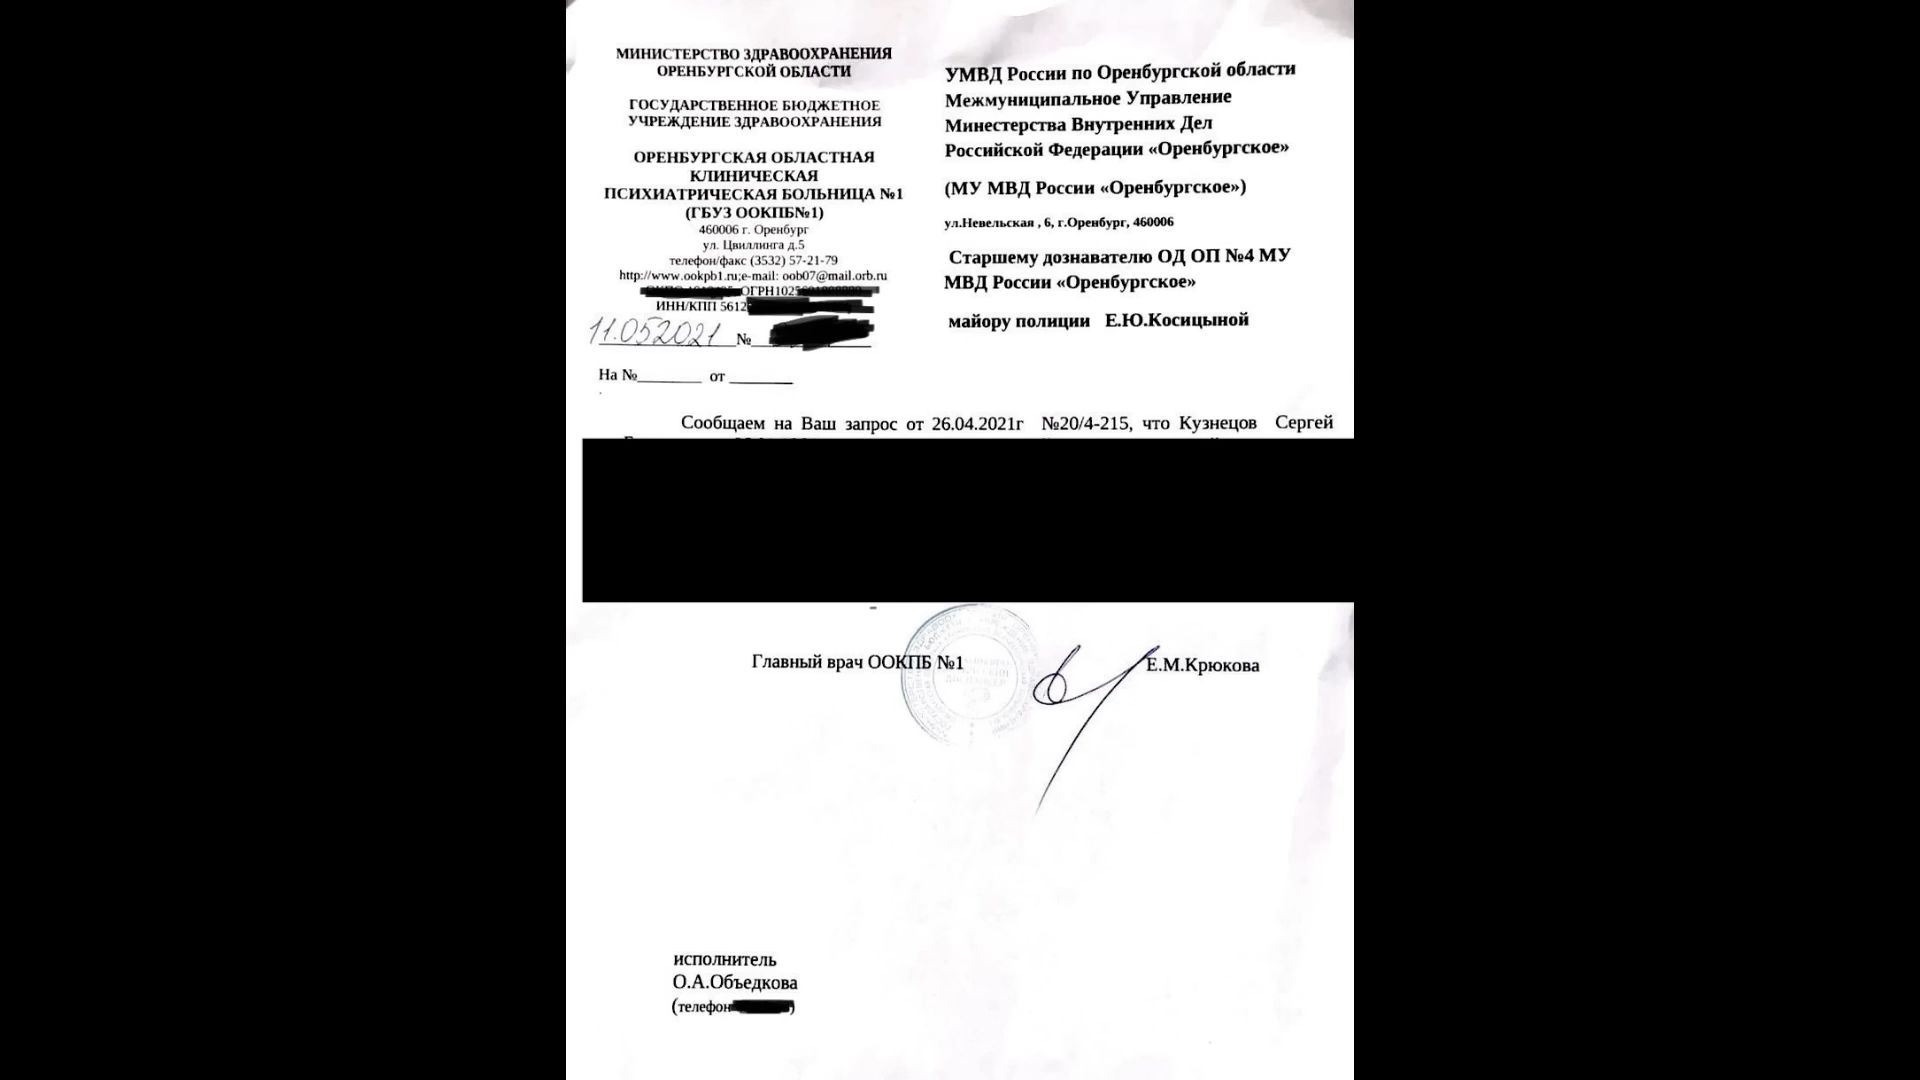 МИНИСТЕРСТВО ЗДРАВООХРАНЕНИЯ
ОРЕНБУРГСКОЙ ОБЛАСТИ
ГОСУДАРСТВЕННОЕ БЮДЖЕТНОЕ
УЧРЕЖДЕНИЕ ЗДРАВООХРАНЕНИЯ
ОРЕНБУРГСКАЯ ОБЛАСТНАЯ
КЛИНИЧЕСКАЯ
ПСИХИАТРИЧЕСКАЯ БОЛЬНИЦА №1
(ГБУЗ ООКПБ№1)
460006 г. Оренбург
ул. Цвиллинга д.5
телефон/факс (3532) 57-21-79
http://www.ookpb1.ru;e-mail: oob07@mail.orb.ru
ОГРН1025
ИНН/КПП 5612
11.052021 №
На №________ от ________
УМВД России по Оренбургской области
Межмуниципальное Управление
Минестерства Внутренних Дел
Российской Федерации «Оренбургское»
(МУ МВД России «Оренбургское»)
ул.Невельская , 6, г.Оренбург, 460006
Старшему дознавателю ОД ОП №4 МУ
МВД России «Оренбургское»
майору полиции Е.Ю.Косицыной
Сообщаем на Ваш запрос от 26.04.2021г №20/4-215, что Кузнецов Сергей
Главный врач ООКПБ №1 Е.М.Крюкова
исполнитель
О.А.Объедкова
(телефон )